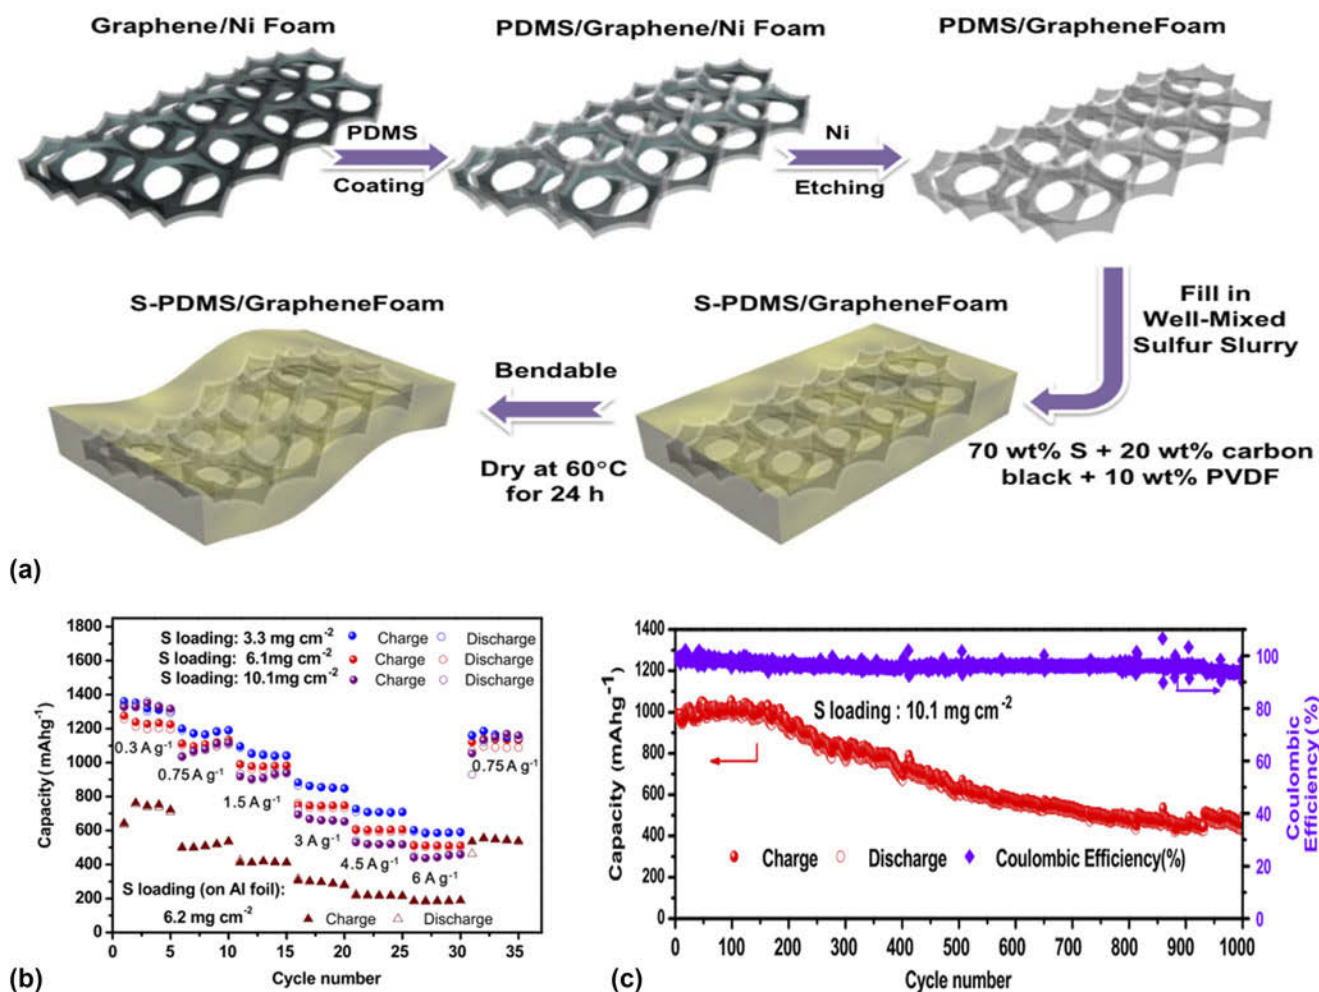 Graphene/Ni Foam
PDMS/Graphene/Ni Foam
PDMS/GrapheneFoam
PDMS
Coating
Ni
Etching
S-PDMS/GrapheneFoam
S-PDMS/GrapheneFoam
Fill in
Well-Mixed
Sulfur Slurry
Bendable
Dry at 60°C
for 24 h
70 wt% S + 20 wt% carbon
black + 10 wt% PVDF
(a)
Capacity (mAhg⁻¹)
1800
1600
1400
1200
1000
800
600
400
200
0
S loading: 3.3 mg cm⁻² Charge Discharge
S loading: 6.1mg cm⁻² Charge Discharge
S loading: 10.1mg cm⁻² Charge Discharge
0.3 A g⁻¹
0.75 A g⁻¹
1.5 A g⁻¹
3 A g⁻¹
4.5 A g⁻¹
6 A g⁻¹
0.75 A g⁻¹
S loading (on Al foil):
6.2 mg cm⁻² Charge Discharge
0 5 10 15 20 25 30 35
Cycle number
(b)
Capacity (mAhg⁻¹)
1400
1200
1000
800
600
400
200
0
S loading : 10.1 mg cm⁻²
Charge Discharge Coulombic Efficiency(%)
0 100 200 300 400 500 600 700 800 900 1000
Cycle number
100
80
60
40
20
0
Coulombic
Efficiency (%)
(c)